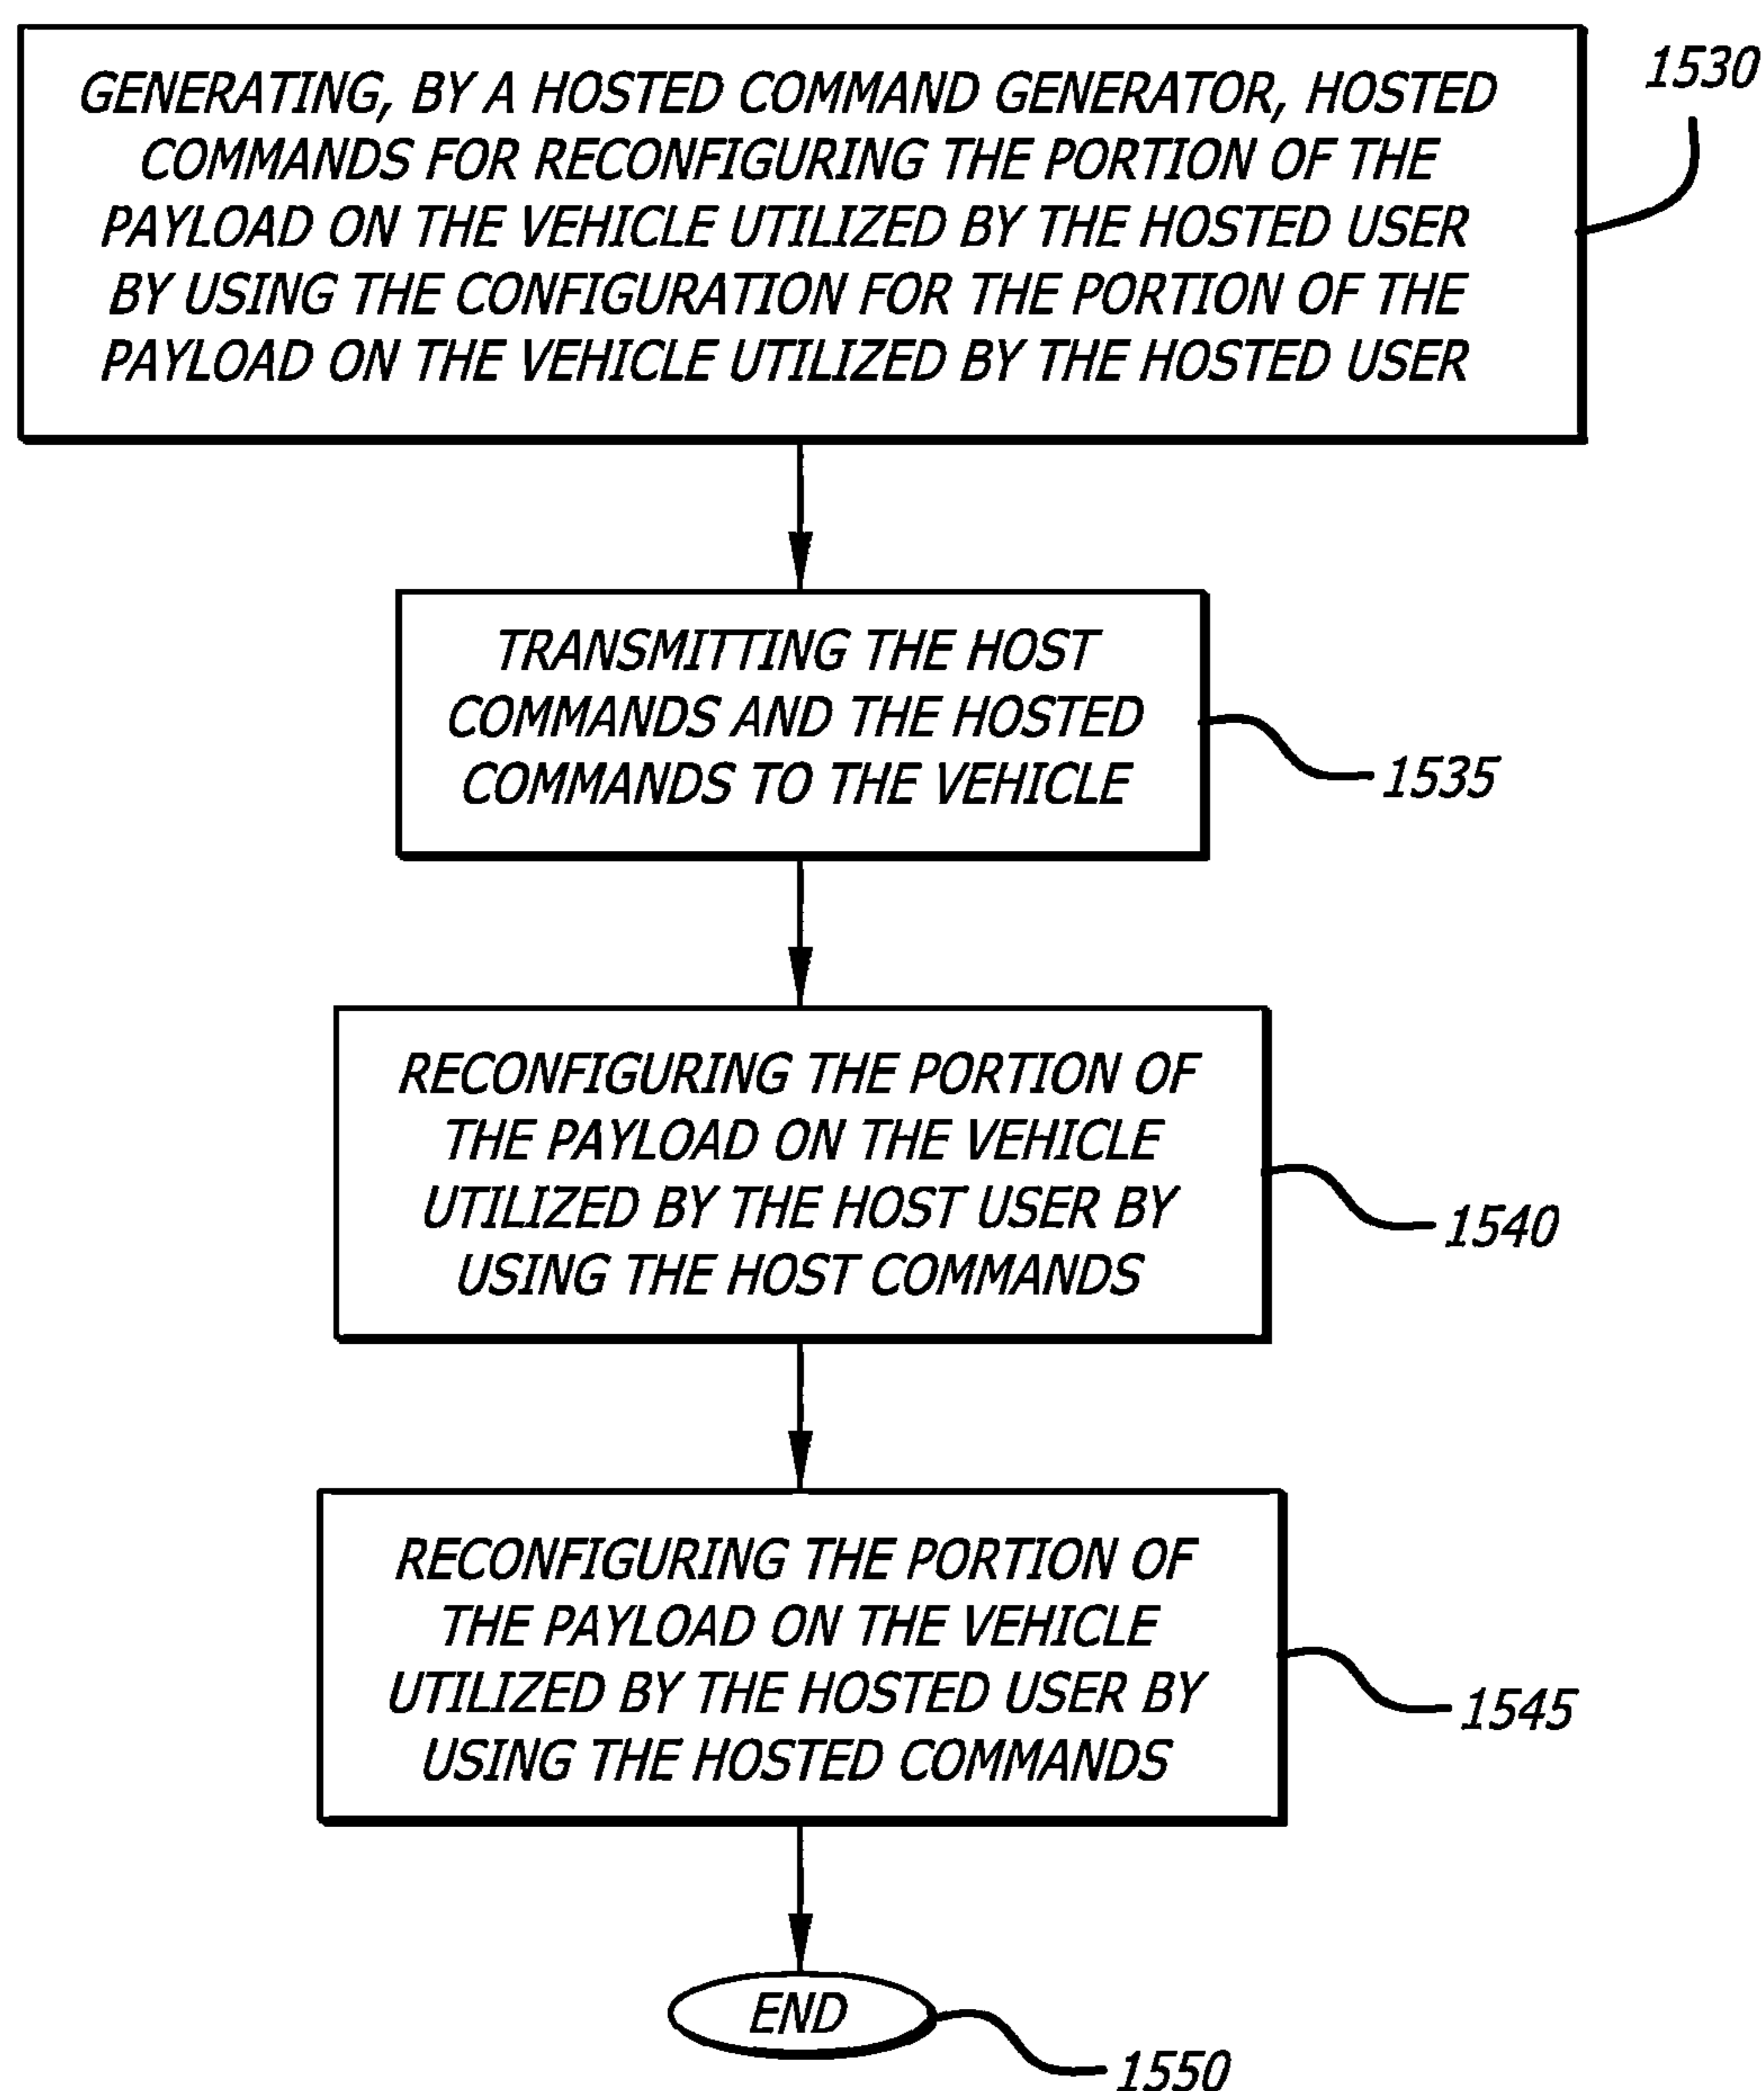 GENERATING, BY A HOSTED COMMAND GENERATOR, HOSTED
COMMANDS FOR RECONFIGURING THE PORTION OF THE
PAYLOAD ON THE VEHICLE UTILIZED BY THE HOSTED USER
BY USING THE CONFIGURATION FOR THE PORTION OF THE
PAYLOAD ON THE VEHICLE UTILIZED BY THE HOSTED USER
1530
TRANSMITTING THE HOST
COMMANDS AND THE HOSTED
COMMANDS TO THE VEHICLE
1535
RECONFIGURING THE PORTION OF
THE PAYLOAD ON THE VEHICLE
UTILIZED BY THE HOST USER BY
USING THE HOST COMMANDS
1540
RECONFIGURING THE PORTION OF
THE PAYLOAD ON THE VEHICLE
UTILIZED BY THE HOSTED USER BY
USING THE HOSTED COMMANDS
1545
END
1550